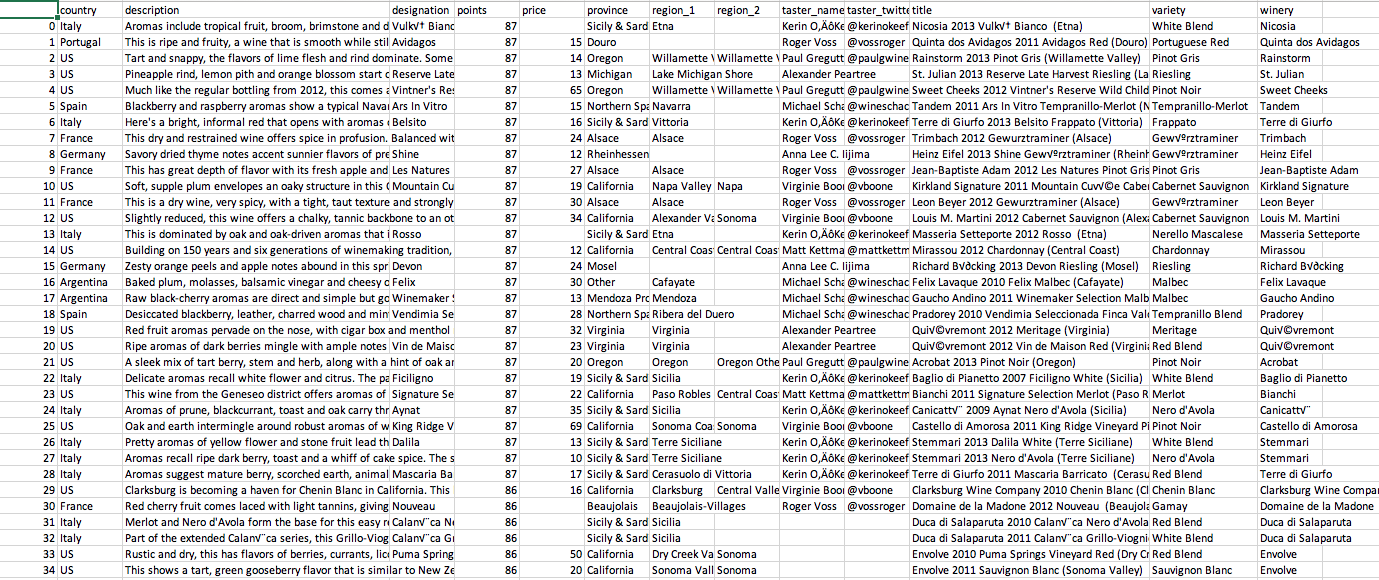 country description designation points price province region_1 region_2 taster_name taster_twitte title variety winery
0 Italy Aromas include tropical fruit, broom, brimstone and d Vulk√† Bianc 87 Sicily & Sard Etna Kerin O‚Äôke @kerinokeef Nicosia 2013 Vulk√† Bianco (Etna) White Blend Nicosia
1 Portugal This is ripe and fruity, a wine that is smooth while stil Avidagos 87 15 Douro Roger Voss @vossroger Quinta dos Avidagos 2011 Avidagos Red (Douro) Portuguese Red Quinta dos Avidagos
2 US Tart and snappy, the flavors of lime flesh and rind dominate. Some 87 14 Oregon Willamette V Willamette V Paul Gregutt @paulgwine Rainstorm 2013 Pinot Gris (Willamette Valley) Pinot Gris Rainstorm
3 US Pineapple rind, lemon pith and orange blossom start o Reserve Late 87 13 Michigan Lake Michigan Shore Alexander Peartree St. Julian 2013 Reserve Late Harvest Riesling (La Riesling St. Julian
4 US Much like the regular bottling from 2012, this comes a Vintner's Res 87 65 Oregon Willamette V Willamette V Paul Gregutt @paulgwine Sweet Cheeks 2012 Vintner's Reserve Wild Child Pinot Noir Sweet Cheeks
5 Spain Blackberry and raspberry aromas show a typical Navar Ars In Vitro 87 15 Northern Spa Navarra Michael Scha @wineschac Tandem 2011 Ars In Vitro Tempranillo-Merlot (N Tempranillo-Merlot Tandem
6 Italy Here's a bright, informal red that opens with aromas o Belsito 87 16 Sicily & Sard Vittoria Kerin O‚ÄôKe @kerinokeef Terre di Giurfo 2013 Belsito Frappato (Vittoria) Frappato Terre di Giurfo
7 France This dry and restrained wine offers spice in profusion. Balanced wit 87 24 Alsace Alsace Roger Voss @vossroger Trimbach 2012 Gewurztraminer (Alsace) Gew√ºrztraminer Trimbach
8 Germany Savory dried thyme notes accent sunnier flavors of pre Shine 87 12 Rheinhessen Anna Lee C. Iijima Heinz Eifel 2013 Shine Gew√ºrztraminer (Rheinh Gew√ºrztraminer Heinz Eifel
9 France This has great depth of flavor with its fresh apple and Les Natures 87 27 Alsace Alsace Roger Voss @vossroger Jean-Baptiste Adam 2012 Les Natures Pinot Gris Pinot Gris Jean-Baptiste Adam
10 US Soft, supple plum envelopes an oaky structure in this C Mountain Cu 87 19 California Napa Valley Napa Virginie Boo @vboone Kirkland Signature 2011 Mountain Cuv√©e Caber Cabernet Sauvignon Kirkland Signature
11 France This is a dry wine, very spicy, with a tight, taut texture and strongly 87 30 Alsace Alsace Roger Voss @vossroger Leon Beyer 2012 Gewurztraminer (Alsace) Gew√ºrztraminer Leon Beyer
12 US Slightly reduced, this wine offers a chalky, tannic backbone to an ot 87 34 California Alexander Va Sonoma Virginie Boo @vboone Louis M. Martini 2012 Cabernet Sauvignon (Alexa Cabernet Sauvignon Louis M. Martini
13 Italy This is dominated by oak and oak-driven aromas that i Rosso 87 Sicily & Sard Etna Kerin O‚ÄôKe @kerinokeef Masseria Setteporte 2012 Rosso (Etna) Nerello Mascalese Masseria Setteporte
14 US Building on 150 years and six generations of winemaking tradition, 87 12 California Central Coas Central Coas Matt Kettma @mattkettm Mirassou 2012 Chardonnay (Central Coast) Chardonnay Mirassou
15 Germany Zesty orange peels and apple notes abound in this spr Devon 87 24 Mosel Anna Lee C. Iijima Richard B√∂cking 2013 Devon Riesling (Mosel) Riesling Richard B√∂cking
16 Argentina Baked plum, molasses, balsamic vinegar and cheesy o Felix 87 30 Other Cafayate Michael Scha @wineschac Felix Lavaque 2010 Felix Malbec (Cafayate) Malbec Felix Lavaque
17 Argentina Raw black-cherry aromas are direct and simple but go Winemaker S 87 13 Mendoza Pro Mendoza Michael Scha @wineschac Gaucho Andino 2011 Winemaker Selection Malb Malbec Gaucho Andino
18 Spain Desiccated blackberry, leather, charred wood and min Vendimia Se 87 28 Northern Spa Ribera del Duero Michael Scha @wineschac Pradorey 2010 Vendimia Seleccionada Finca Val Tempranillo Blend Pradorey
19 US Red fruit aromas pervade on the nose, with cigar box and menthol 87 32 Virginia Virginia Alexander Peartree Quiv√©vremont 2012 Meritage (Virginia) Meritage Quiv√©vremont
20 US Ripe aromas of dark berries mingle with ample notes Vin de Maiso 87 23 Virginia Virginia Alexander Peartree Quiv√©vremont 2012 Vin de Maison Red (Virginia Red Blend Quiv√©vremont
21 US A sleek mix of tart berry, stem and herb, along with a hint of oak ar 87 20 Oregon Oregon Oregon Othe Paul Gregutt @paulgwine Acrobat 2013 Pinot Noir (Oregon) Pinot Noir Acrobat
22 Italy Delicate aromas recall white flower and citrus. The pa Ficiligno 87 19 Sicily & Sard Sicilia Kerin O‚ÄôKe @kerinokeef Baglio di Pianetto 2007 Ficiligno White (Sicilia) White Blend Baglio di Pianetto
23 US This wine from the Geneseo district offers aromas of Signature Se 87 22 California Paso Robles Central Coas Matt Kettma @mattkettm Bianchi 2011 Signature Selection Merlot (Paso R Merlot Bianchi
24 Italy Aromas of prune, blackcurrant, toast and oak carry thr Aynat 87 35 Sicily & Sard Sicilia Kerin O‚ÄôKe @kerinokeef Canicatt√¨ 2009 Aynat Nero d'Avola (Sicilia) Nero d'Avola Canicatt√¨
25 US Oak and earth intermingle around robust aromas of w King Ridge V 87 69 California Sonoma Coa Sonoma Virginie Boo @vboone Castello di Amorosa 2011 King Ridge Vineyard Pi Pinot Noir Castello di Amorosa
26 Italy Pretty aromas of yellow flower and stone fruit lead th Dalila 87 13 Sicily & Sard Terre Siciliane Kerin O‚ÄôKe @kerinokeef Stemmari 2013 Dalila White (Terre Siciliane) White Blend Stemmari
27 Italy Aromas recall ripe dark berry, toast and a whiff of cake spice. The s 87 10 Sicily & Sard Terre Siciliane Kerin O‚ÄôKe @kerinokeef Stemmari 2013 Nero d'Avola (Terre Siciliane) Nero d'Avola Stemmari
28 Italy Aromas suggest mature berry, scorched earth, animal Mascaria Ba 87 17 Sicily & Sard Cerasuolo di Vittoria Kerin O‚ÄôKe @kerinokeef Terre di Giurfo 2011 Mascaria Barricato (Cerasu Red Blend Terre di Giurfo
29 US Clarksburg is becoming a haven for Chenin Blanc in California. This 86 16 California Clarksburg Central Valle Virginie Boo @vboone Clarksburg Wine Company 2010 Chenin Blanc (Cl Chenin Blanc Clarksburg Wine Compa
30 France Red cherry fruit comes laced with light tannins, giving Nouveau 86 Beaujolais Beaujolais-Villages Roger Voss @vossroger Domaine de la Madone 2012 Nouveau (Beaujola Gamay Domaine de la Madone
31 Italy Merlot and Nero d'Avola form the base for this easy r Calan√¨ca Ne 86 Sicily & Sard Sicilia Duca di Salaparuta 2010 Calan√¨ca Nero d'Avola Red Blend Duca di Salaparuta
32 Italy Part of the extended Calan√¨ca series, this Grillo-Viog Calan√¨ca Gr 86 Sicily & Sard Sicilia Duca di Salaparuta 2011 Calan√¨ca Grillo-Viogni White Blend Duca di Salaparuta
33 US Rustic and dry, this has flavors of berries, currants, lic Puma Spring 86 50 California Dry Creek Va Sonoma Envolve 2010 Puma Springs Vineyard Red (Dry Cr Red Blend Envolve
34 US This shows a tart, green gooseberry flavor that is similar to New Ze 86 20 California Sonoma Vall Sonoma Envolve 2011 Sauvignon Blanc (Sonoma Valley) Sauvignon Blanc Envolve